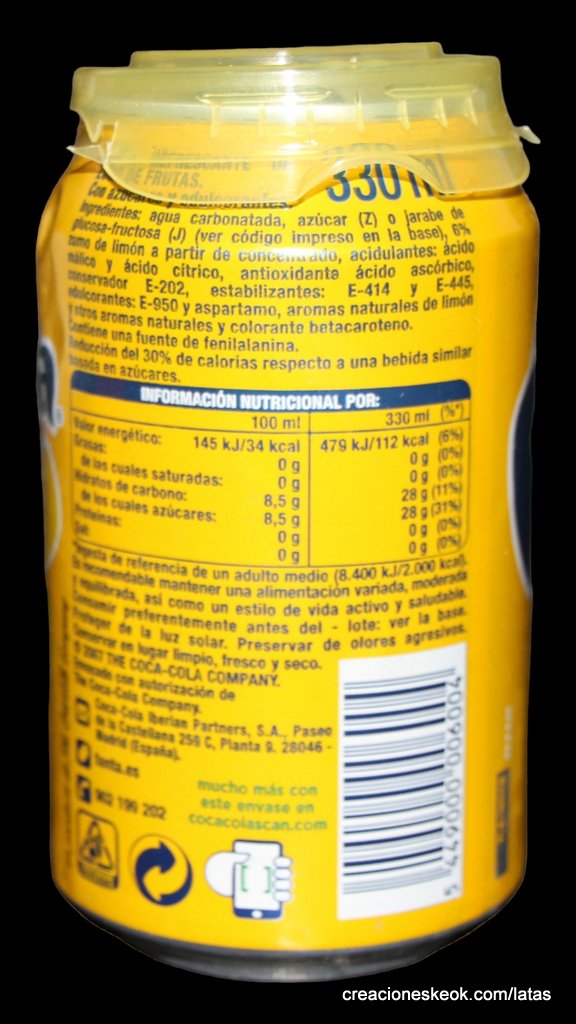 REFRESCANTE DE
DE FRUTAS.
330 ml
Con azúcares y edulcorantes.
Ingredientes: agua carbonatada, azúcar (Z) o jarabe de
glucosa-fructosa (J) (ver código impreso en la base), 6%
zumo de limón a partir de concentrado, acidulantes: ácido
málico y ácido cítrico, antioxidante ácido ascórbico,
conservador E-202, estabilizantes: E-414 y E-445,
edulcorantes: E-950 y aspartamo, aromas naturales de limón
y otros aromas naturales y colorante betacaroteno.
Contiene una fuente de fenilalanina.
Reducción del 30% de calorías respecto a una bebida similar
basada en azúcares.
INFORMACIÓN NUTRICIONAL POR:
100 ml 330 ml (%*)
Valor energético: 145 kJ/34 kcal 479 kJ/112 kcal (6%)
Grasas: 0 g 0 g (0%)
de las cuales saturadas: 0 g 0 g (0%)
Hidratos de carbono: 8,5 g 28 g (11%)
de los cuales azúcares: 8,5 g 28 g (31%)
Proteínas: 0 g 0 g (0%)
Sal: 0 g 0 g (0%)
*Ingesta de referencia de un adulto medio (8.400 kJ/2.000 kcal).
Es recomendable mantener una alimentación variada, moderada
y equilibrada, así como un estilo de vida activo y saludable.
Consumir preferentemente antes del - lote: ver la base.
Proteger de la luz solar. Preservar de olores agresivos.
Conservar en lugar limpio, fresco y seco.
© 2007 THE COCA-COLA COMPANY.
Elaborado con autorización de
The Coca-Cola Company.
Coca-Cola Iberian Partners, S.A., Paseo
de la Castellana 259 C, Planta 9. 28046 -
Madrid (España).
fanta.es
902 199 202
mucho más con
este envase en
cocacolascan.com
creacioneskeok.com/latas